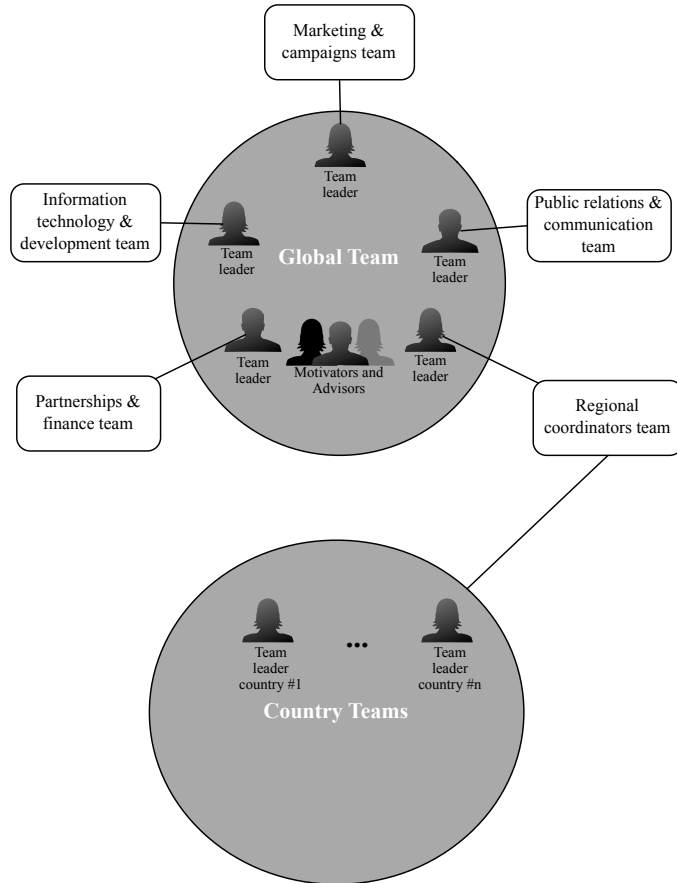 Marketing &
campaigns team
Team
leader
Information
technology &
development team
Team
leader
Public relations &
communication
team
Team
leader
Global Team
Team
leader
Motivators and
Advisors
Team
leader
Partnerships &
finance team
Regional
coordinators team
Team
leader
country #1
...
Team
leader
country #n
Country Teams